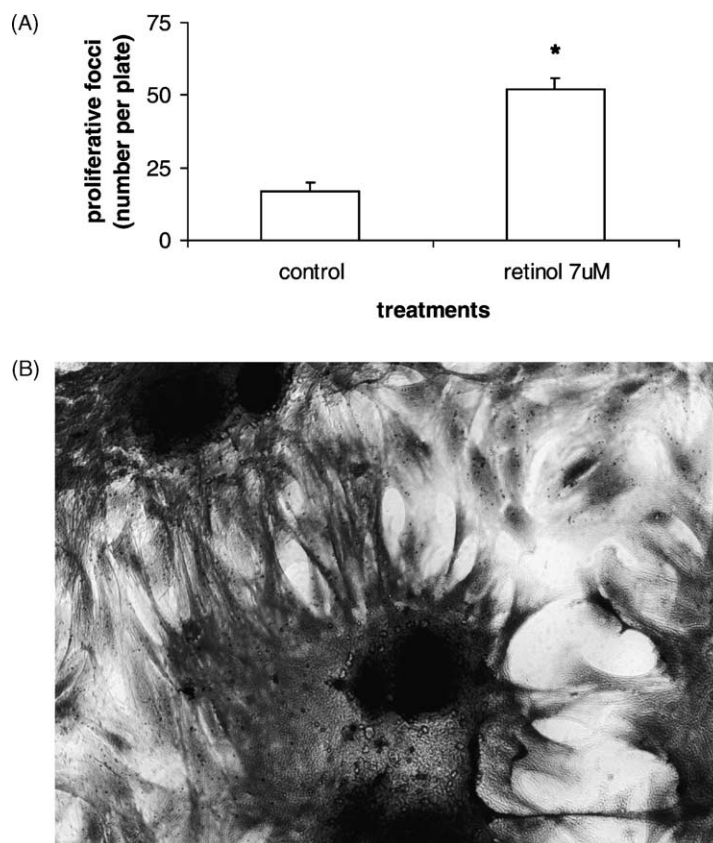 (A)
75
50
25
0
proliferative focci
(number per plate)
*
control
retinol 7uM
treatments
(B)